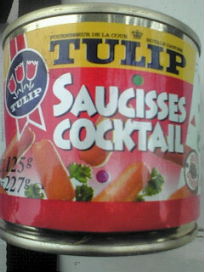 FOURNISSEUR DE LA COUR
TULIP
TULIP
SAUCISSES
COCKTAIL
125g
227g